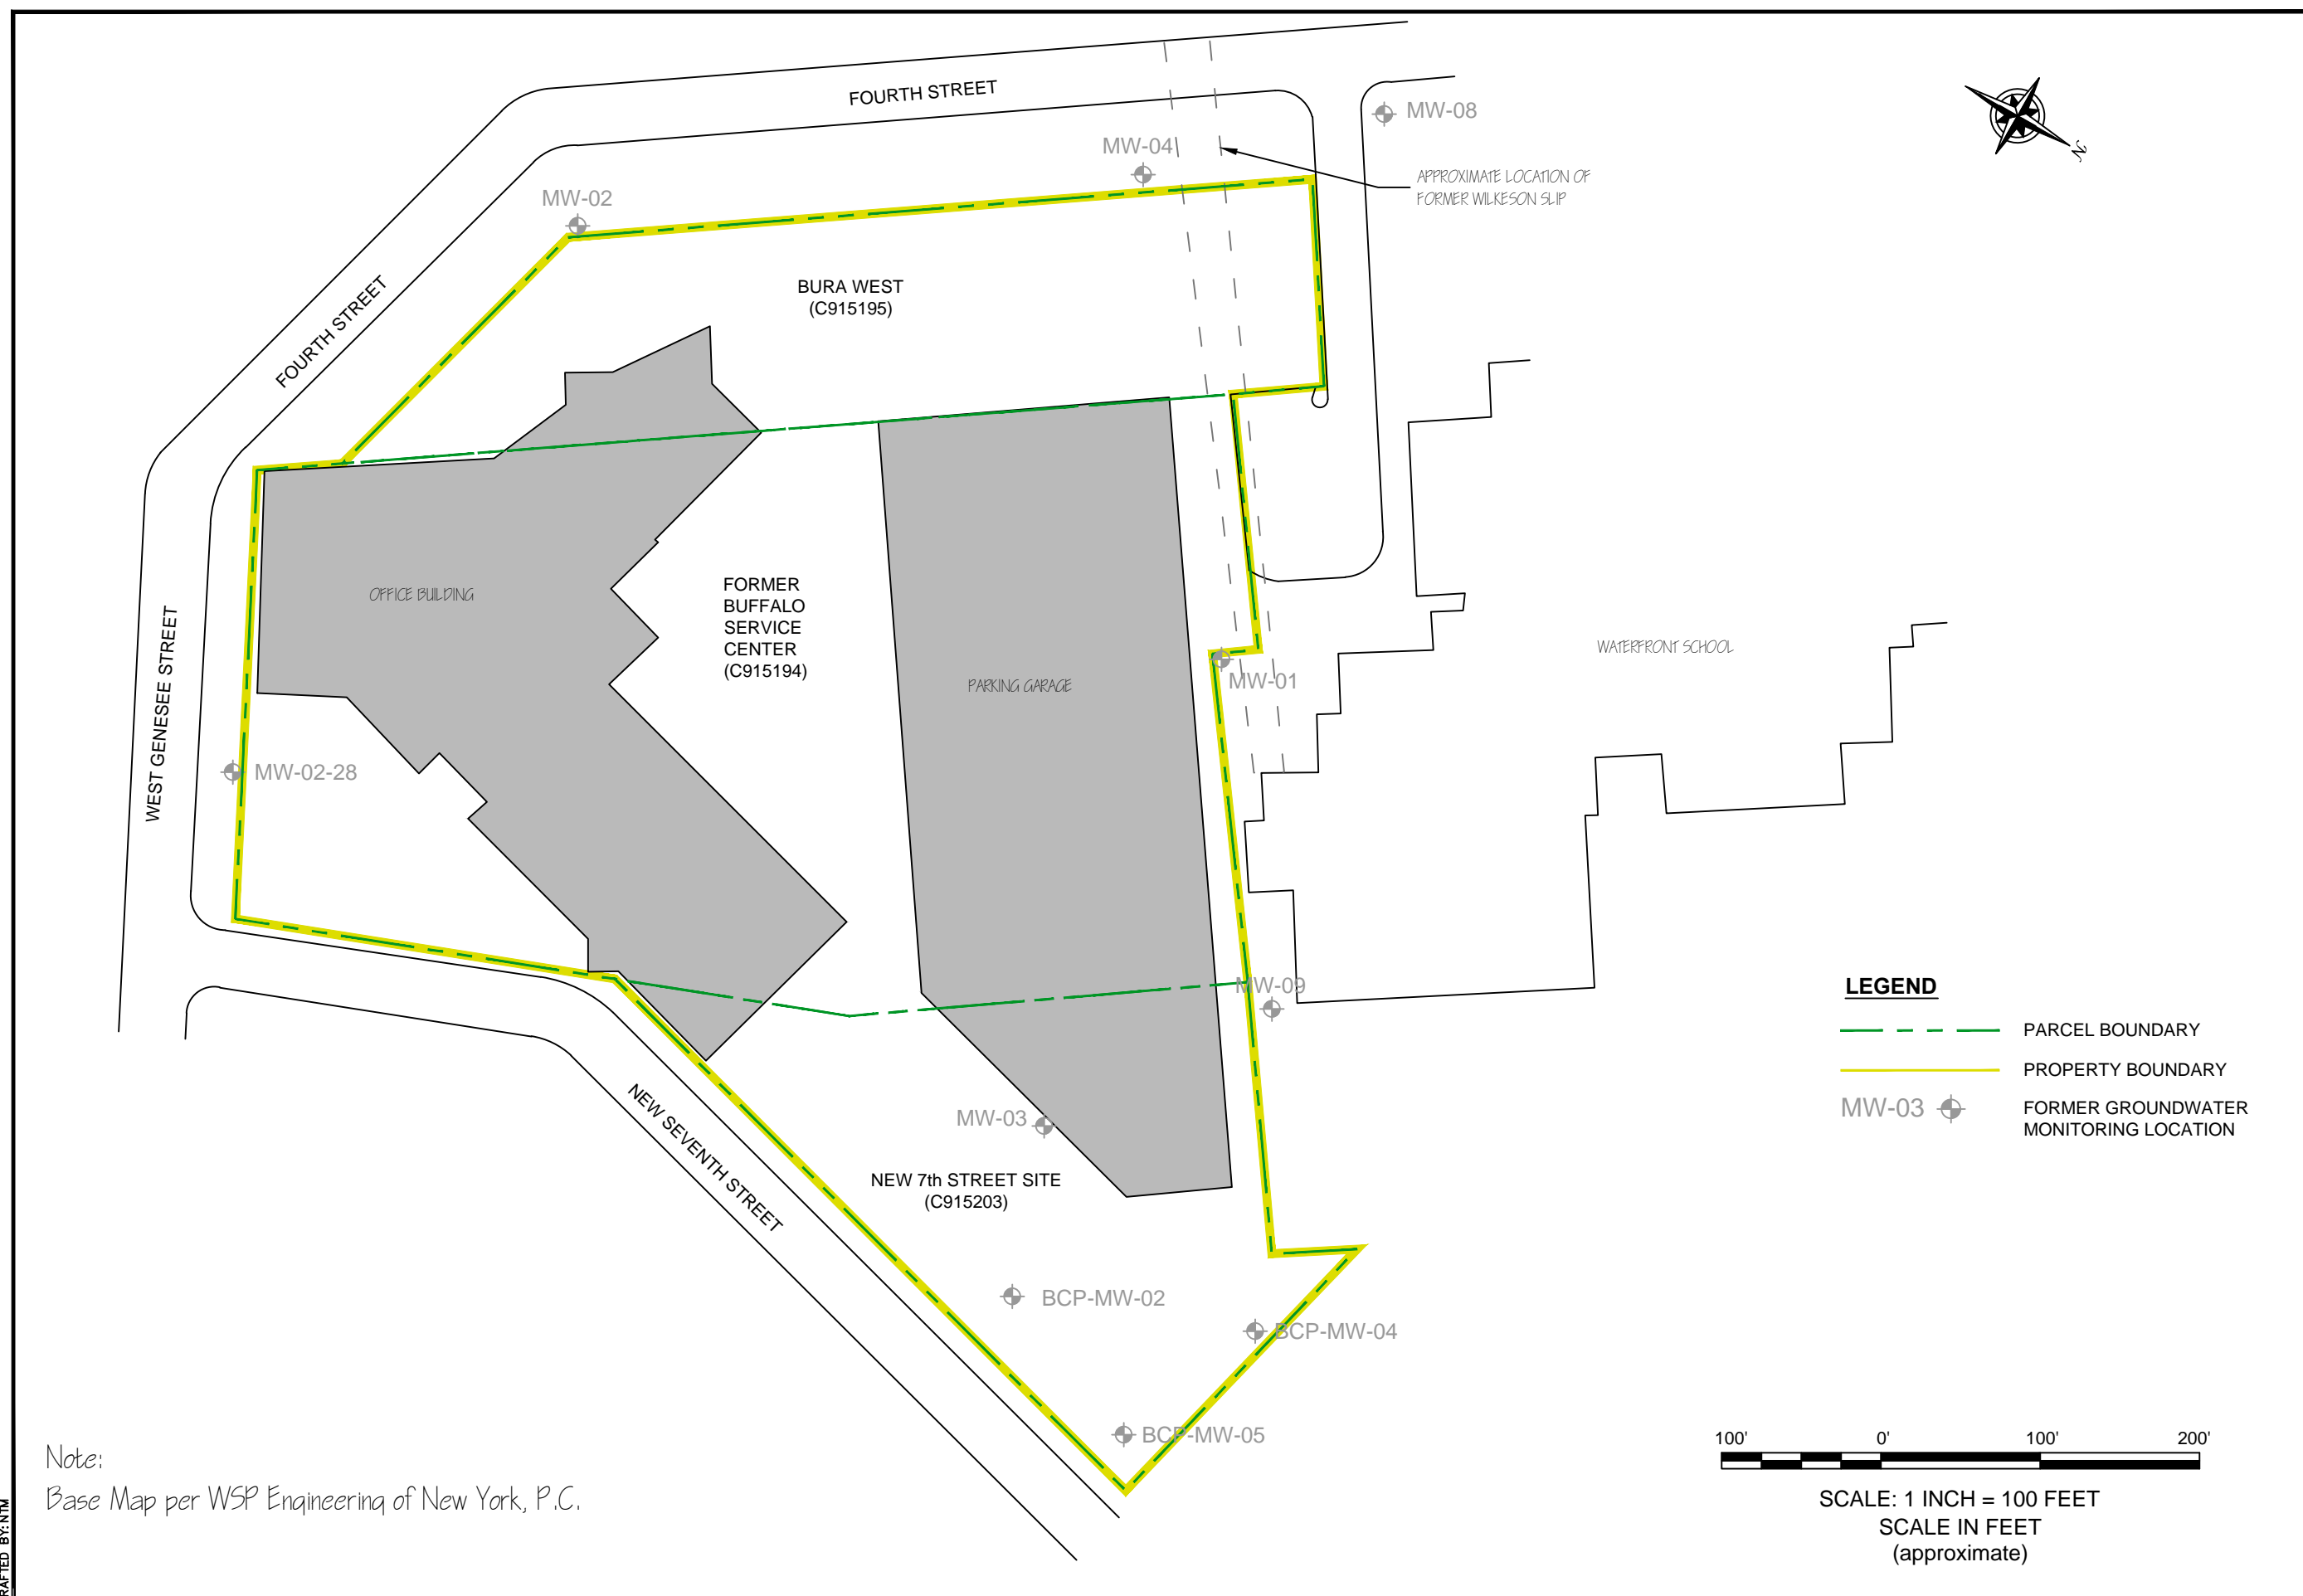 FOURTH STREET
MW-08
MW-04
APPROXIMATE LOCATION OF
FORMER WILKESON SLIP
N
MW-02
BURA WEST
(C915195)
FOURTH STREET
OFFICE BUILDING
FORMER
BUFFALO
SERVICE
CENTER
(C915194)
WATERFRONT SCHOOL
PARKING GARAGE
MW-01
WEST GENESEE STREET
MW-02-28
MW-09
LEGEND
PARCEL BOUNDARY
PROPERTY BOUNDARY
MW-03
FORMER GROUNDWATER
MONITORING LOCATION
MW-03
NEW SEVENTH STREET
NEW 7th STREET SITE
(C915203)
BCP-MW-02
BCP-MW-04
BCP-MW-05
100' 0' 100' 200'
SCALE: 1 INCH = 100 FEET
SCALE IN FEET
(approximate)
Note:
Base Map per WSP Engineering of New York, P.C.
RAFTED BY: NTM